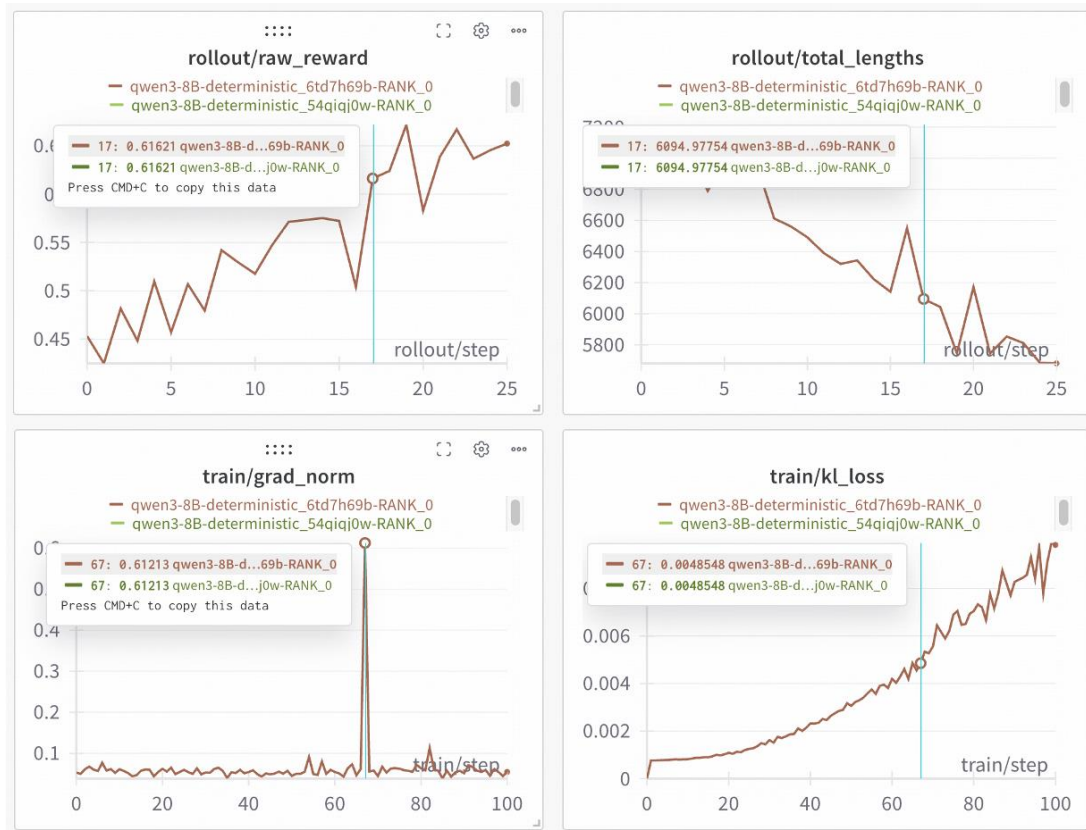 rollout/raw_reward
qwen3-8B-deterministic_6td7h69b-RANK_0
qwen3-8B-deterministic_54qiqj0w-RANK_0
17: 0.61621 qwen3-8B-d...69b-RANK_0
17: 0.61621 qwen3-8B-d...j0w-RANK_0
Press CMD+C to copy this data
0.55
0.5
0.45
rollout/step
0 5 10 15 20 25
rollout/total_lengths
qwen3-8B-deterministic_6td7h69b-RANK_0
qwen3-8B-deterministic_54qiqj0w-RANK_0
17: 6094.97754 qwen3-8B-d...69b-RANK_0
17: 6094.97754 qwen3-8B-d...j0w-RANK_0
6800
6600
6400
6200
6000
5800
rollout/step
0 5 10 15 20 25
train/grad_norm
qwen3-8B-deterministic_6td7h69b-RANK_0
qwen3-8B-deterministic_54qiqj0w-RANK_0
67: 0.61213 qwen3-8B-d...69b-RANK_0
67: 0.61213 qwen3-8B-d...j0w-RANK_0
Press CMD+C to copy this data
0.4
0.3
0.2
0.1
train/step
0 20 40 60 80 100
train/kl_loss
qwen3-8B-deterministic_6td7h69b-RANK_0
qwen3-8B-deterministic_54qiqj0w-RANK_0
67: 0.0048548 qwen3-8B-d...69b-RANK_0
67: 0.0048548 qwen3-8B-d...j0w-RANK_0
0.006
0.004
0.002
0
train/step
0 20 40 60 80 100